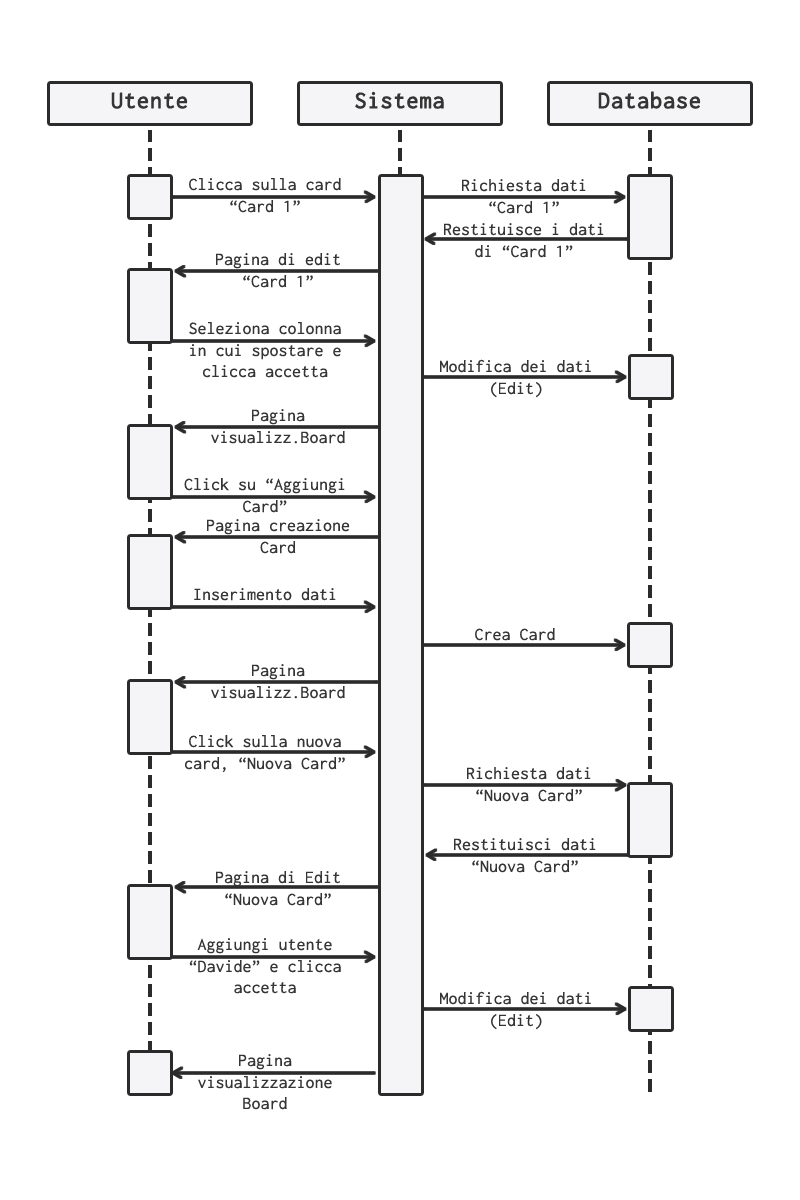 Utente
Sistema
Database
Clicca sulla card
“Card 1”
Richiesta dati
“Card 1”
Restituisce i dati
di “Card 1”
Pagina di edit
“Card 1”
Seleziona colonna
in cui spostare e
clicca accetta
Modifica dei dati
(Edit)
Pagina
visualizz.Board
Click su “Aggiungi
Card”
Pagina creazione
Card
Inserimento dati
Crea Card
Pagina
visualizz.Board
Click sulla nuova
card, “Nuova Card”
Richiesta dati
“Nuova Card”
Restituisci dati
“Nuova Card”
Pagina di Edit
“Nuova Card”
Aggiungi utente
“Davide” e clicca
accetta
Modifica dei dati
(Edit)
Pagina
visualizzazione
Board